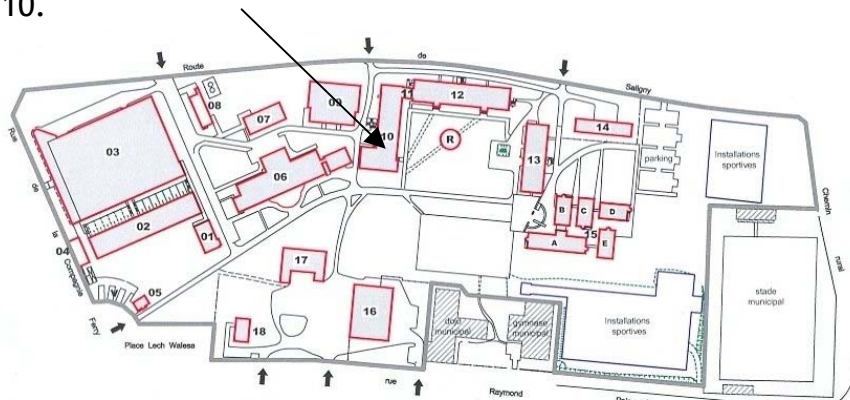 10.
Route
de
Saligny
08
07
09
11
12
10
R
14
03
13
parking
Installations
sportives
06
Rue
de
la
Compagnie
02
01
B
C
D
A
15
E
Chemin
rural
04
05
17
16
18
dojo
municipal
gymnase
municipal
Installations
sportives
stade
municipal
Ferry
Place Lech Walesa
rue
Raymond